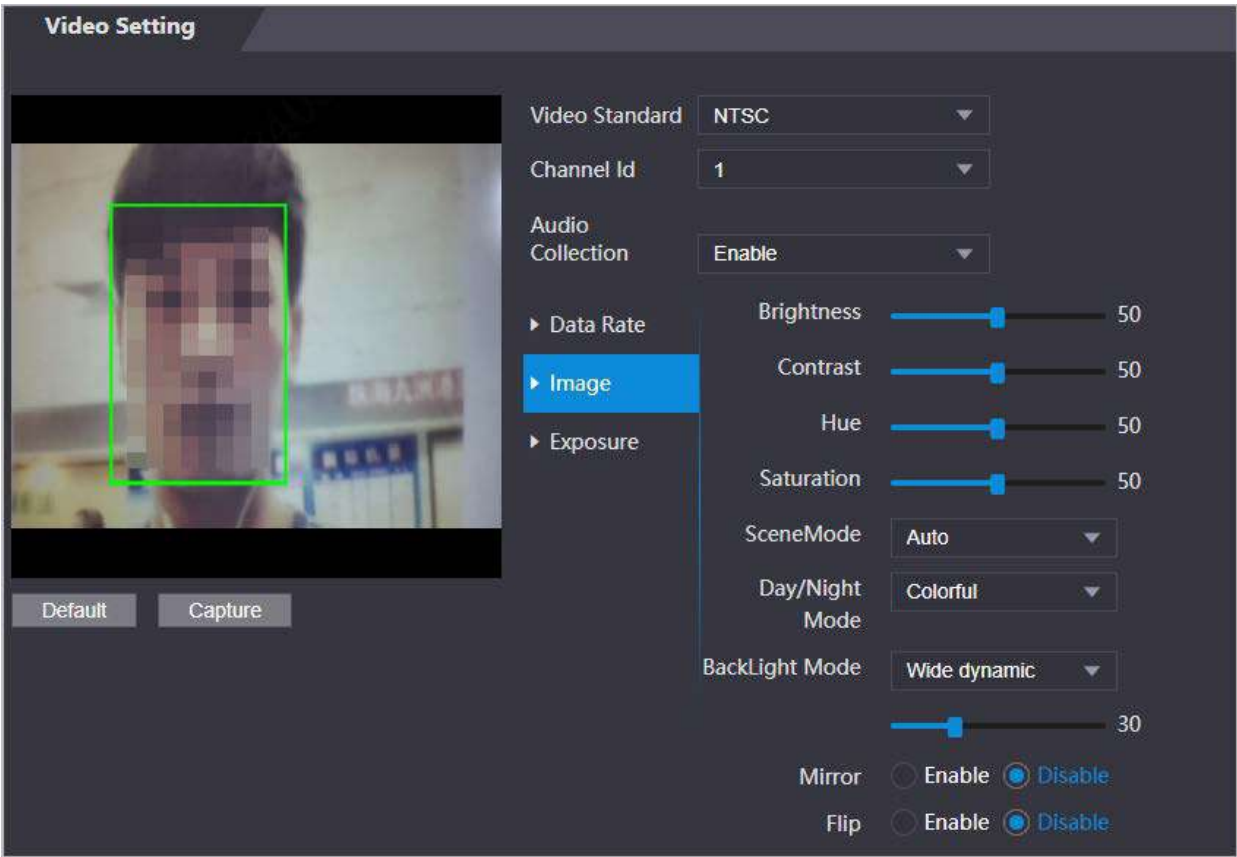 Video Setting
Video Standard
NTSC
Channel Id
1
Audio
Collection
Enable
Data Rate
Image
Exposure
Brightness
50
Contrast
50
Hue
50
Saturation
50
SceneMode
Auto
Day/Night
Mode
Colorful
BackLight Mode
Wide dynamic
30
Mirror
Enable
Disable
Flip
Enable
Disable
Default
Capture